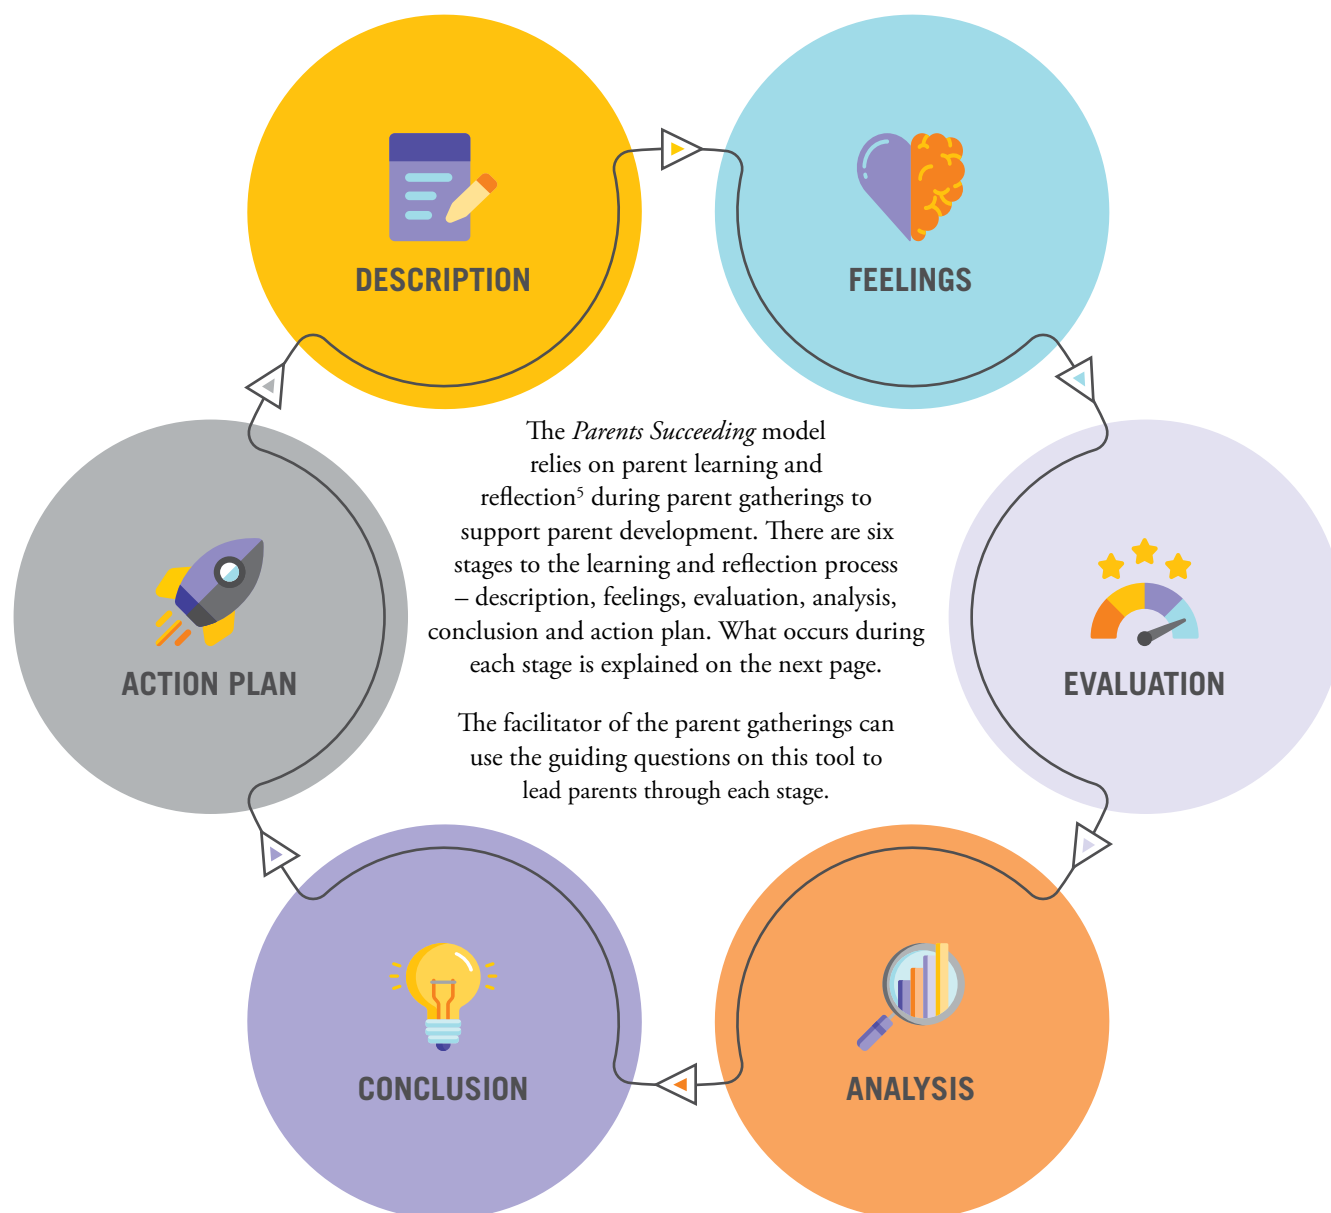 DESCRIPTION
FEELINGS
The Parents Succeeding model
relies on parent learning and
reflection⁵ during parent gatherings to
support parent development. There are six
stages to the learning and reflection process
– description, feelings, evaluation, analysis,
conclusion and action plan. What occurs during
each stage is explained on the next page.
The facilitator of the parent gatherings can
use the guiding questions on this tool to
lead parents through each stage.
ACTION PLAN
EVALUATION
CONCLUSION
ANALYSIS